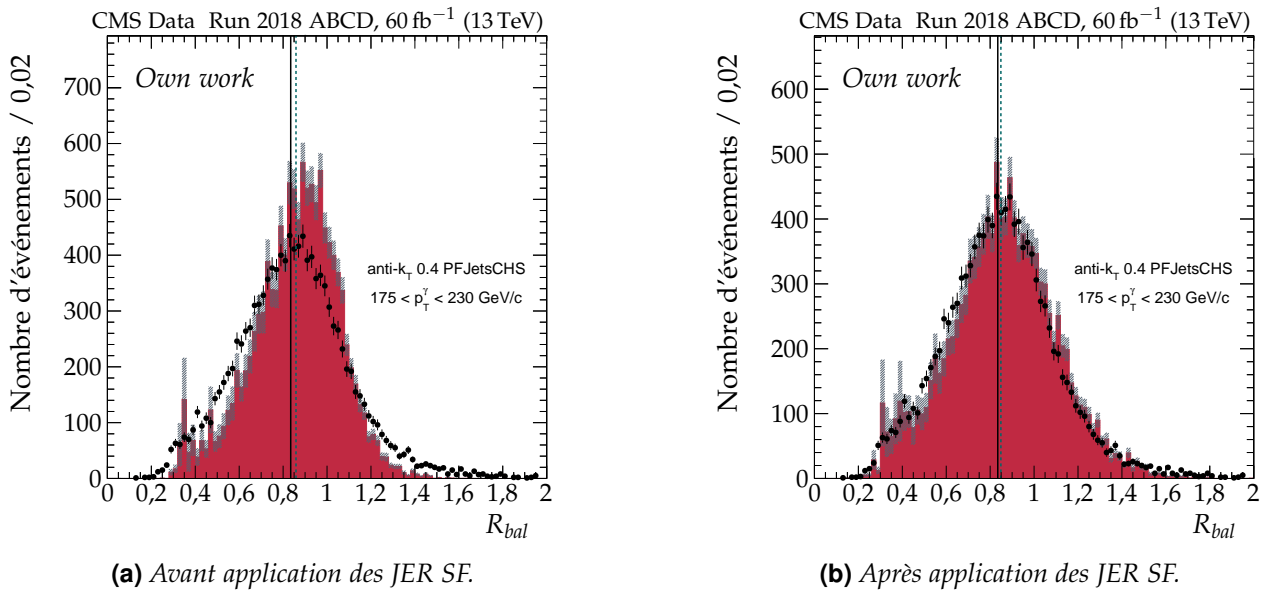 CMS Data Run 2018 ABCD, 60 fb⁻¹ (13 TeV)
Nombre d'événements / 0,02
Own work
700
600
500
400
300
200
100
0
anti-k_T 0.4 PFJetsCHS
175 < p_T^γ < 230 GeV/c
0 0,2 0,4 0,6 0,8 1 1,2 1,4 1,6 1,8 2
R_bal
(a) Avant application des JER SF.
CMS Data Run 2018 ABCD, 60 fb⁻¹ (13 TeV)
Nombre d'événements / 0,02
Own work
600
500
400
300
200
100
0
anti-k_T 0.4 PFJetsCHS
175 < p_T^γ < 230 GeV/c
0 0,2 0,4 0,6 0,8 1 1,2 1,4 1,6 1,8 2
R_bal
(b) Après application des JER SF.